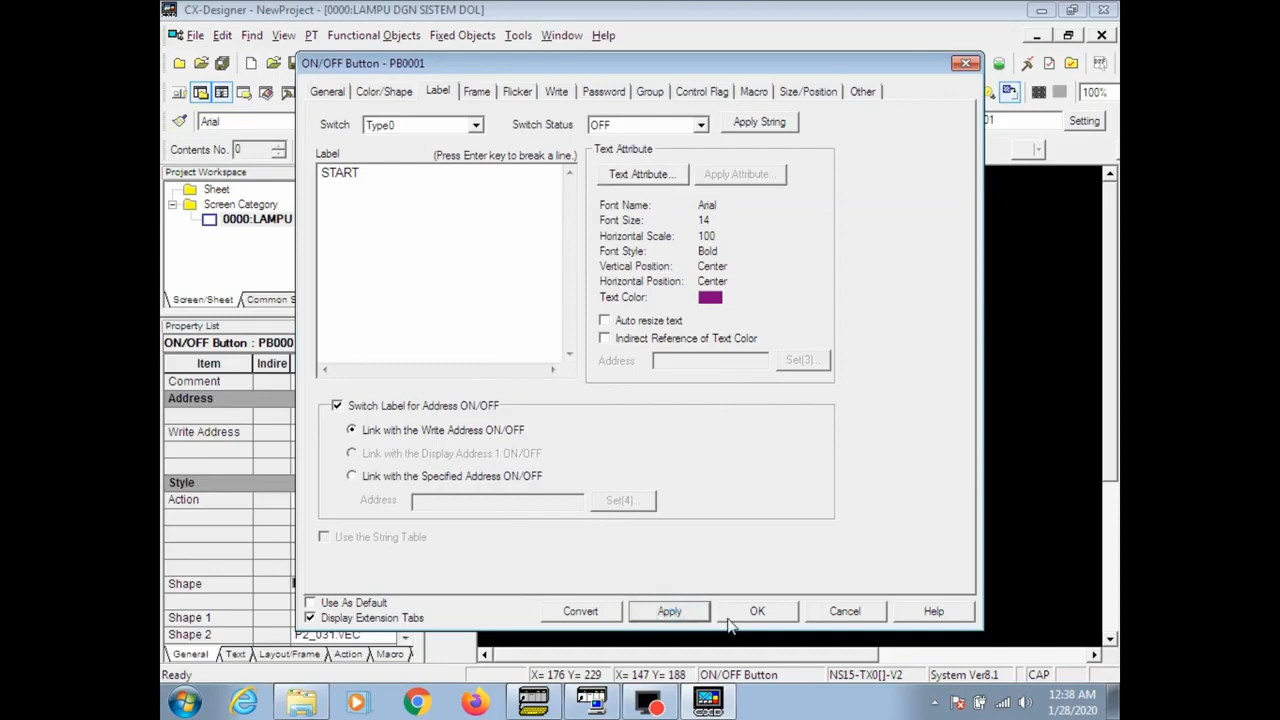 CX-Designer - NewProject - [0000:LAMPU DGN SISTEM DOL]
File Edit Find View PT Functional Objects Fixed Objects Tools Window Help
ON/OFF Button - PB0001
General Color/Shape Label Frame Flicker Write Password Group Control Flag Macro Size/Position Other
100%
Arial
01
Setting
Contents No. 0
Switch Type0 Switch Status OFF Apply String
Label (Press Enter key to break a line.)
START
Text Attribute
Text Attribute... Apply Attribute...
Font Name: Arial
Font Size: 14
Horizontal Scale: 100
Font Style: Bold
Vertical Position: Center
Horizontal Position: Center
Text Color:
Auto resize text
Indirect Reference of Text Color
Address Set(3)...
Switch Label for Address ON/OFF
Link with the Write Address ON/OFF
Link with the Display Address 1 ON/OFF
Link with the Specified Address ON/OFF
Address Set(4)...
Use the String Table
Use As Default
Display Extension Tabs
Convert Apply OK Cancel Help
Project Workspace
Sheet
Screen Category
0000:LAMPU
Screen/Sheet Common S
Property List
ON/OFF Button : PB000
Item Indire
Comment
Address
Write Address
Style
Action
Shape
Shape 1
Shape 2 P2_031.VEC
General Text Layout/Frame Action Macro
Ready X= 176 Y= 229 X= 147 Y= 188 ON/OFF Button NS15-TX0[]-V2 System Ver8.1 CAP
CXD
12:38 AM
1/28/2020